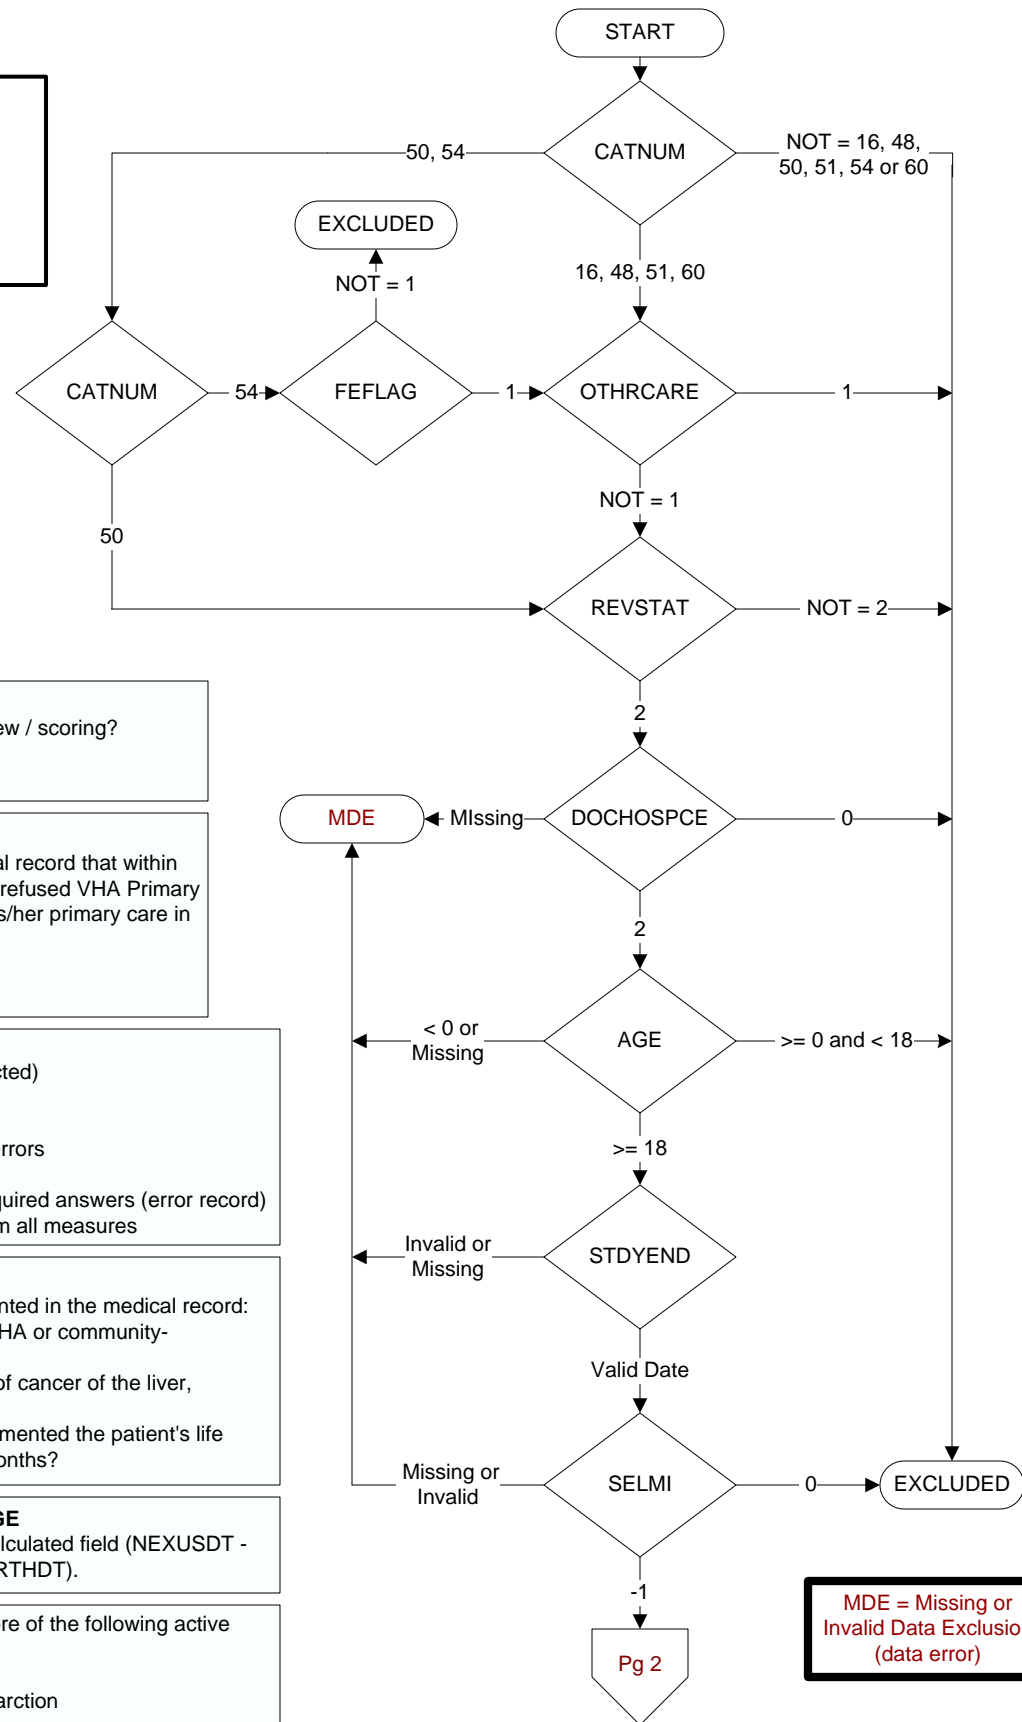 START
CATNUM
50, 54
NOT = 16, 48,
50, 51, 54 or 60
EXCLUDED
16, 48, 51, 60
NOT = 1
CATNUM
54
FEFLAG
1
OTHRCARE
1
NOT = 1
50
REVSTAT
NOT = 2
2
ew / scoring?
MDE
MIssing
DOCHOSPCE
0
al record that within
refused VHA Primary
s/her primary care in
2
< 0 or
Missing
AGE
>= 0 and < 18
cted)
errors
quired answers (error record)
m all measures
>= 18
Invalid or
Missing
STDYEND
nted in the medical record:
HA or community-
of cancer of the liver,
mented the patient's life
onths?
Valid Date
Missing or
Invalid
SELMI
0
EXCLUDED
GE
lculated field (NEXUSDT -
RTHDT).
-1
ore of the following active
arction
Pg 2
MDE = Missing or
Invalid Data Exclusio
(data error)